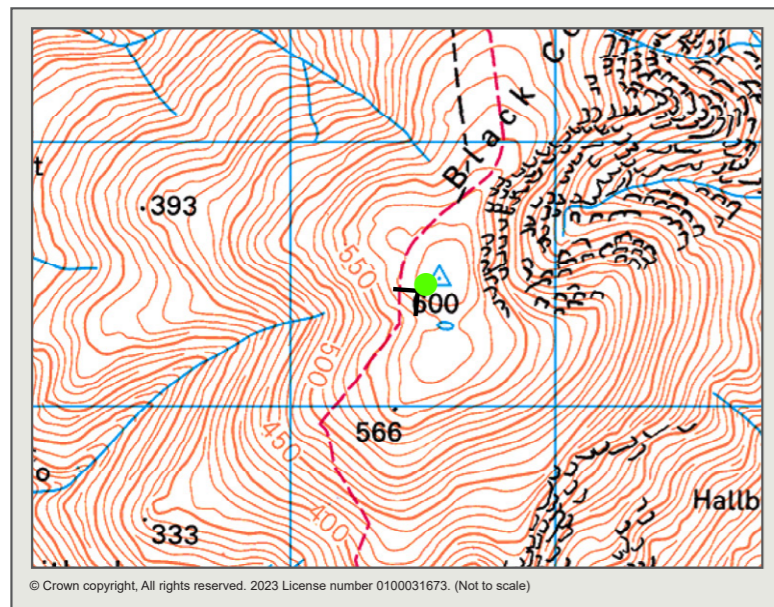 Black Co
t
393
550
600
500
566
450
o
400
333
Hallb
© Crown copyright, All rights reserved. 2023 License number 0100031673. (Not to scale)